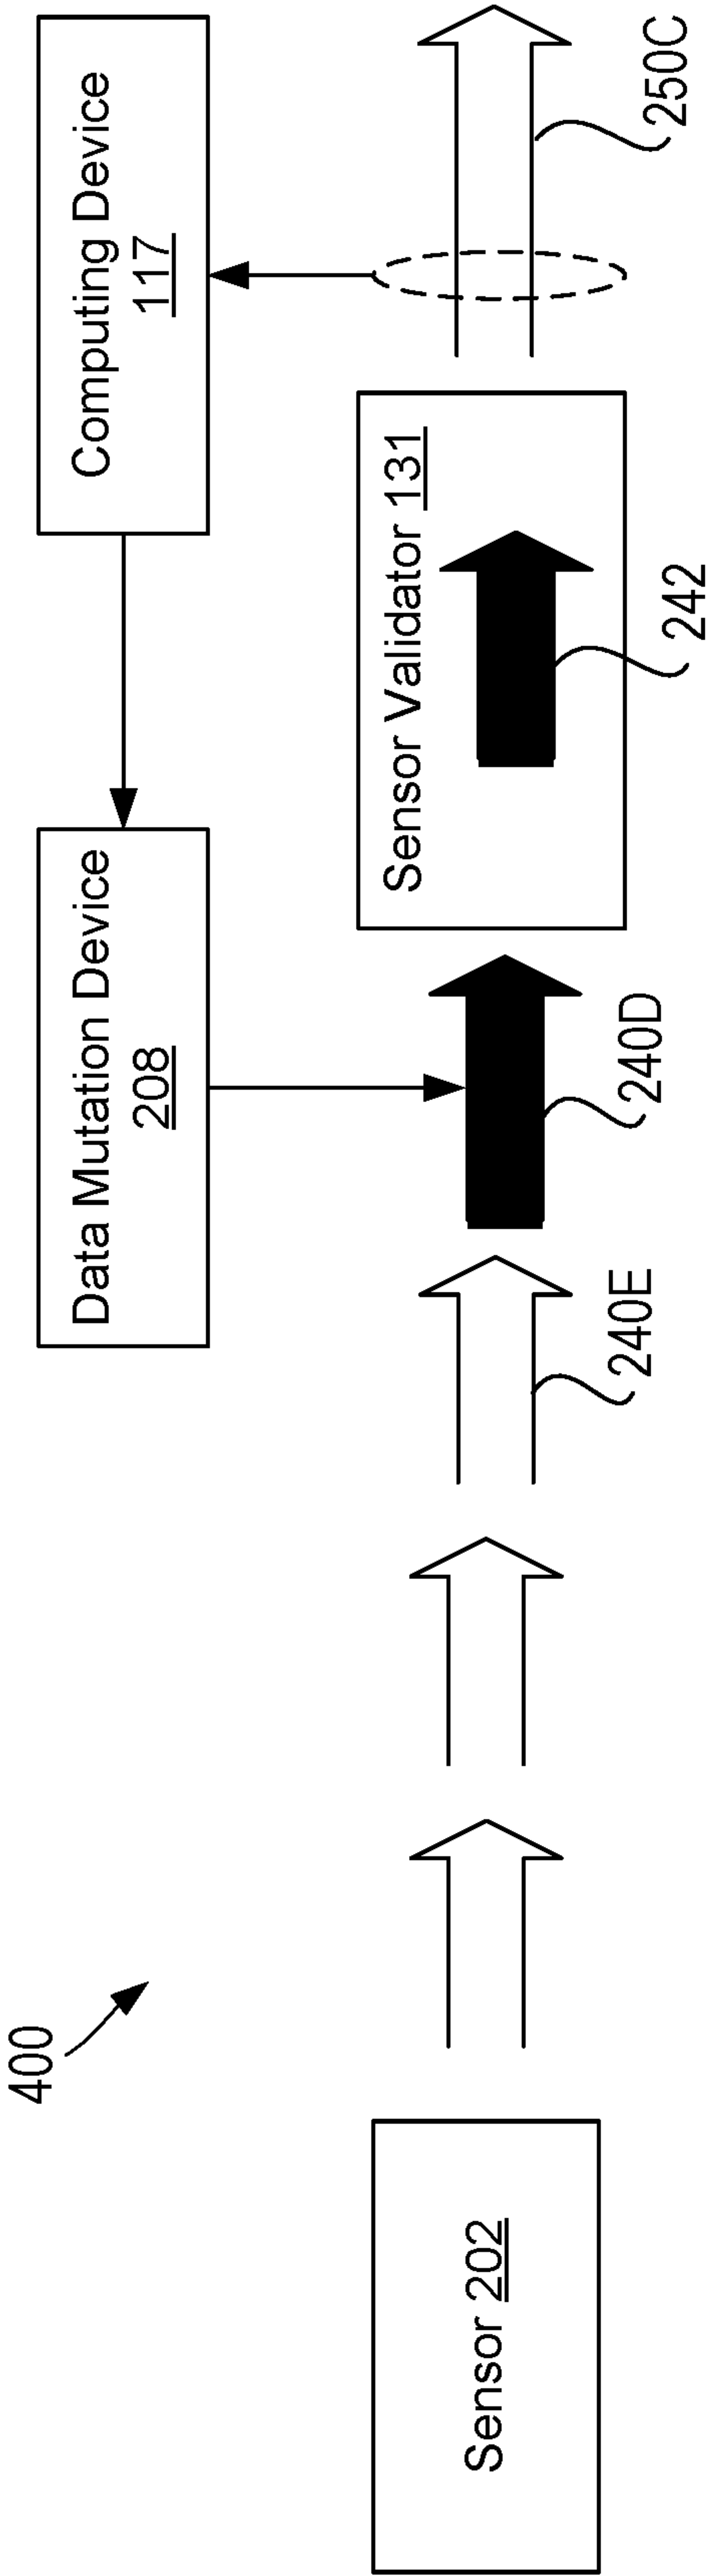 400
Data Mutation Device
208
Computing Device
117
Sensor 202
Sensor Validator 131
240E
240D
242
250C